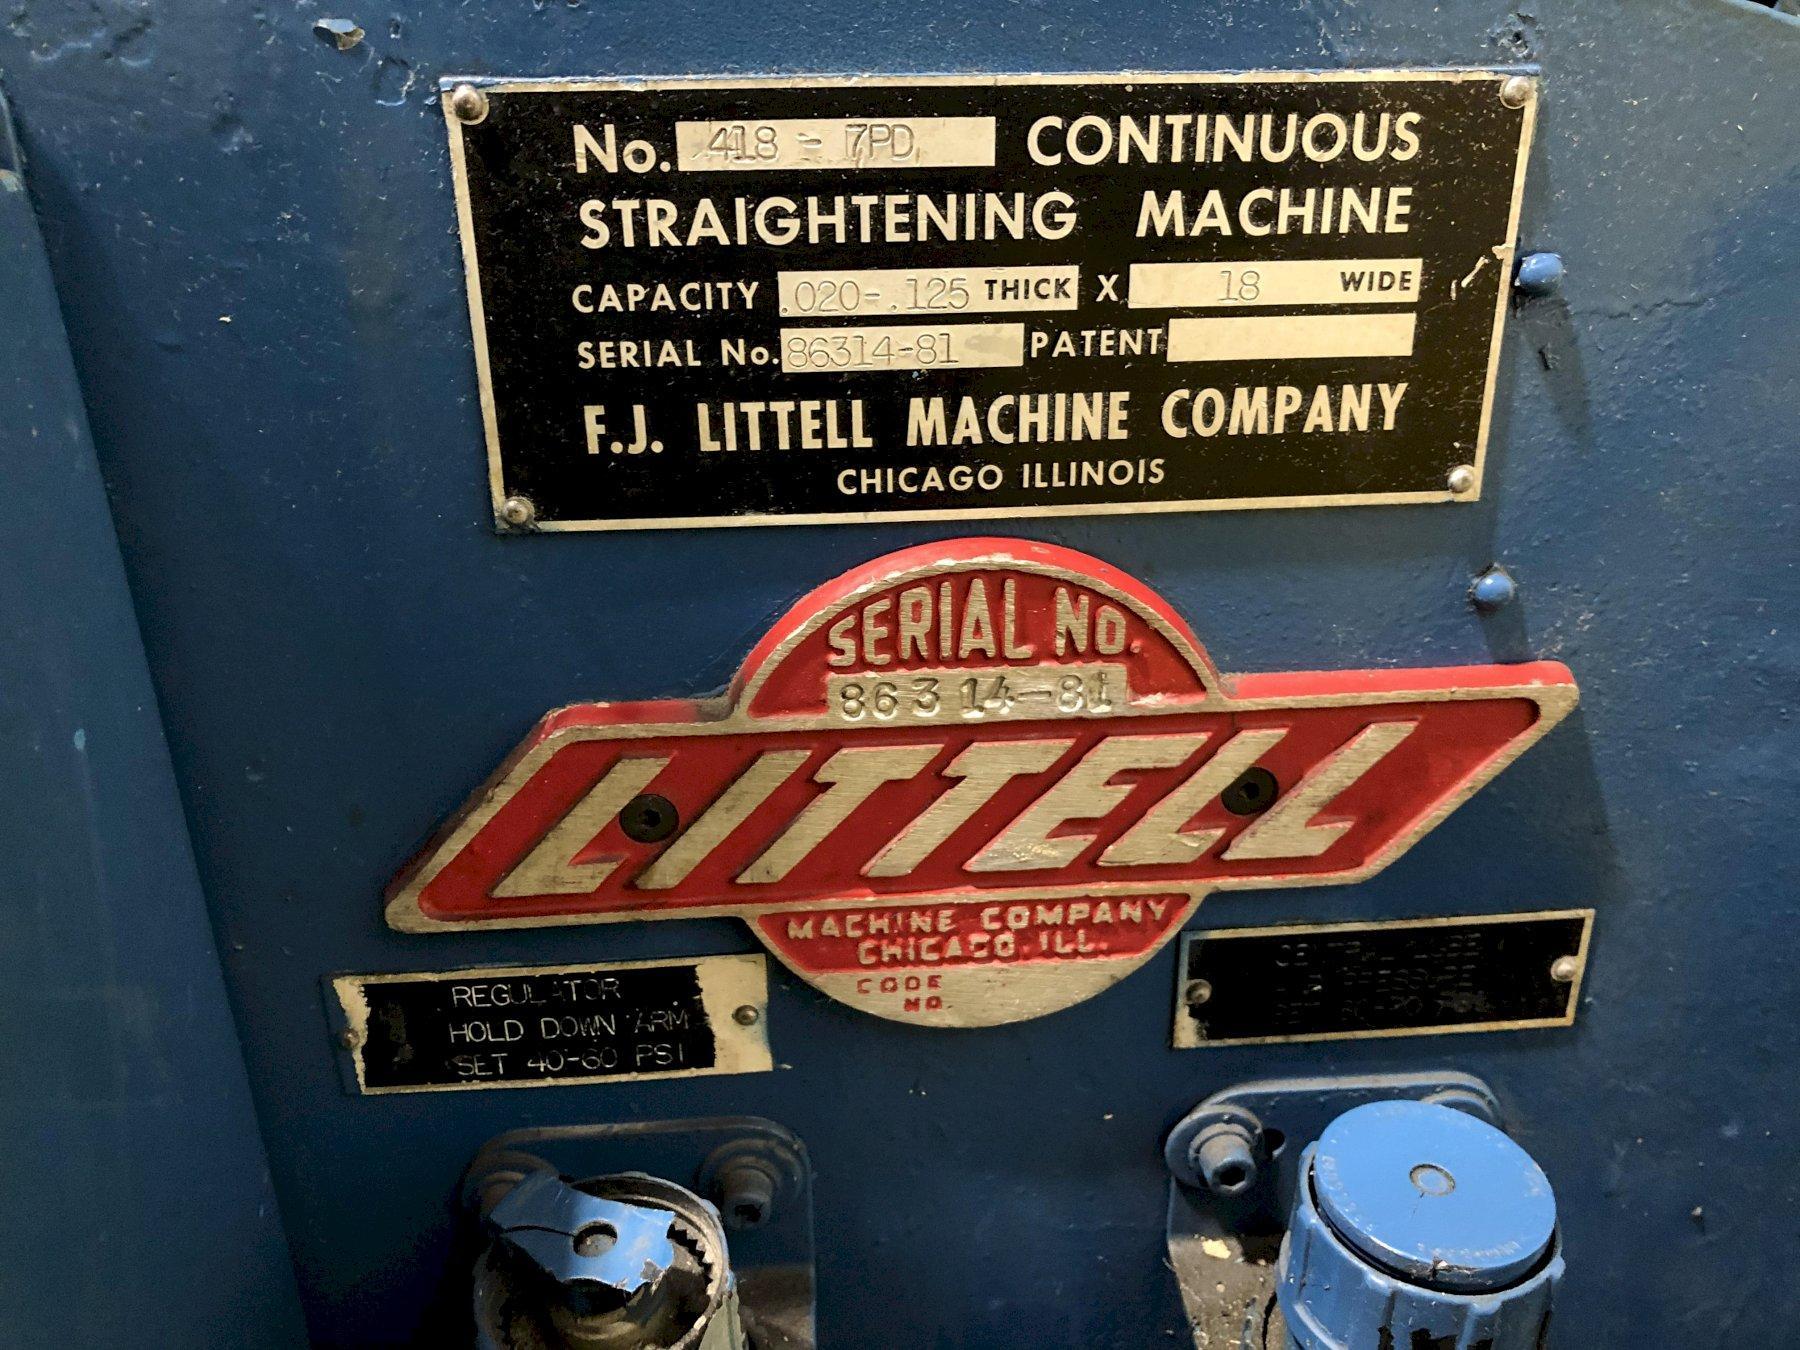 No. 418 - 7PD CONTINUOUS
STRAIGHTENING MACHINE
CAPACITY .020-.125 THICK X 18 WIDE
SERIAL No. 86314-81 PATENT
F.J. LITTELL MACHINE COMPANY
CHICAGO ILLINOIS
SERIAL NO.
86314-81
LITTELL
MACHINE COMPANY
CHICAGO, ILL.
CODE
NO.
REGULATOR
HOLD DOWN ARM
SET 40-60 PSI